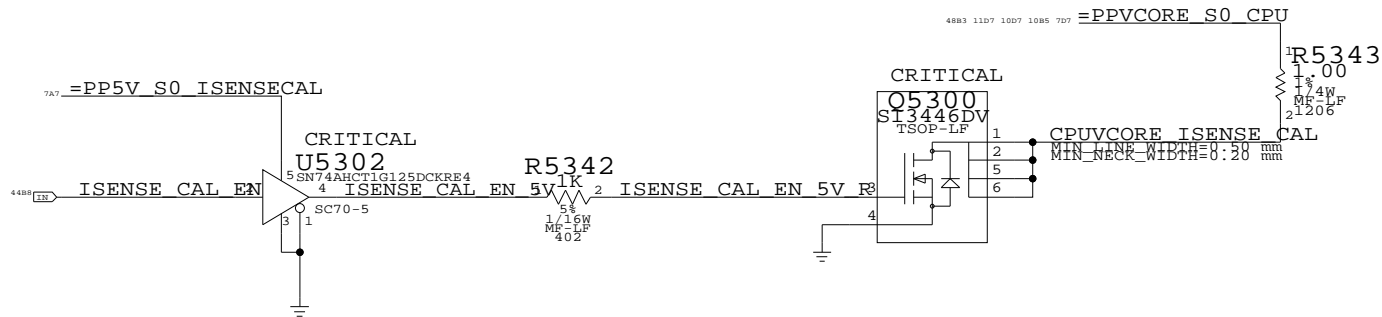 48B3 11D7 10D7 10B5 7D7 =PPVCORE_S0_CPU
1
R5343
1.00
1%
1/4W
MF-LF
1206
2
7A7 =PP5V_S0_ISENSECAL
CRITICAL
U5302
5 SN74AHCT1G125DCKRE4
44B8 IN ISENSE_CAL_EN 2
4 ISENSE_CAL_EN_5V
SC70-5
3 1
R5342
1 1K 2
5%
1/16W
MF-LF
402
ISENSE_CAL_EN_5V_R
CRITICAL
Q5300
SI3446DV
TSOP-LF
3
4
1
2
5
6
CPUVCORE_ISENSE_CAL
MIN_LINE_WIDTH=0.50 mm
MIN_NECK_WIDTH=0.20 mm